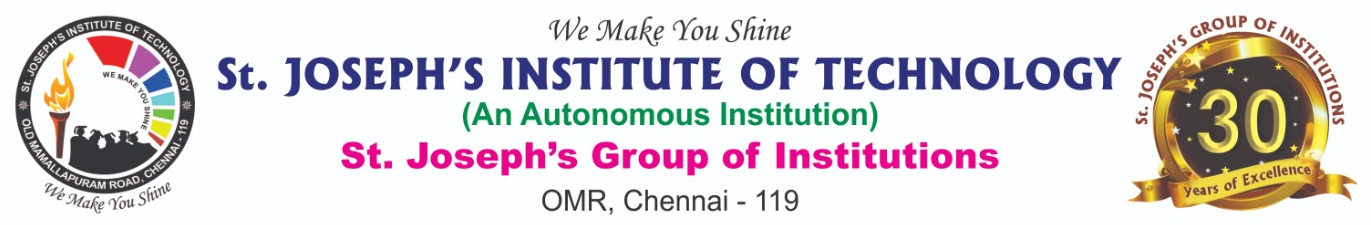 St. JOSEPH'S INSTITUTE OF TECHNOLOGY
WE MAKE YOU SHINE
OLD MAMALLAPURAM ROAD, CHENNAI - 119
We Make You Shine
We Make You Shine
St. JOSEPH'S INSTITUTE OF TECHNOLOGY
(An Autonomous Institution)
St. Joseph's Group of Institutions
OMR, Chennai - 119
St. JOSEPH'S GROUP OF INSTITUTIONS
30
Years of Excellence